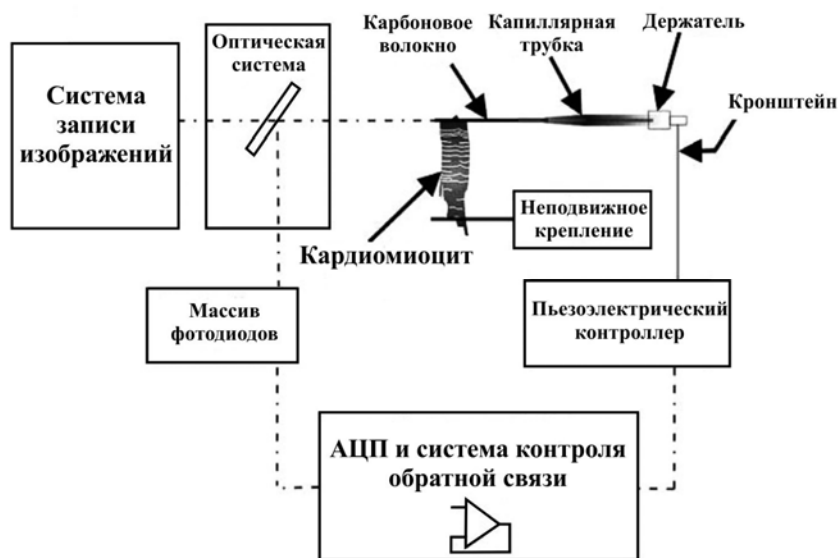 Система
записи
изображений
Оптическая
система
Карбоновое
волокно
Капиллярная
трубка
Держатель
Кронштейн
Кардиомиоцит
Неподвижное
крепление
Массив
фотодиодов
Пьезоэлектрический
контроллер
АЦП и система контроля
обратной связи